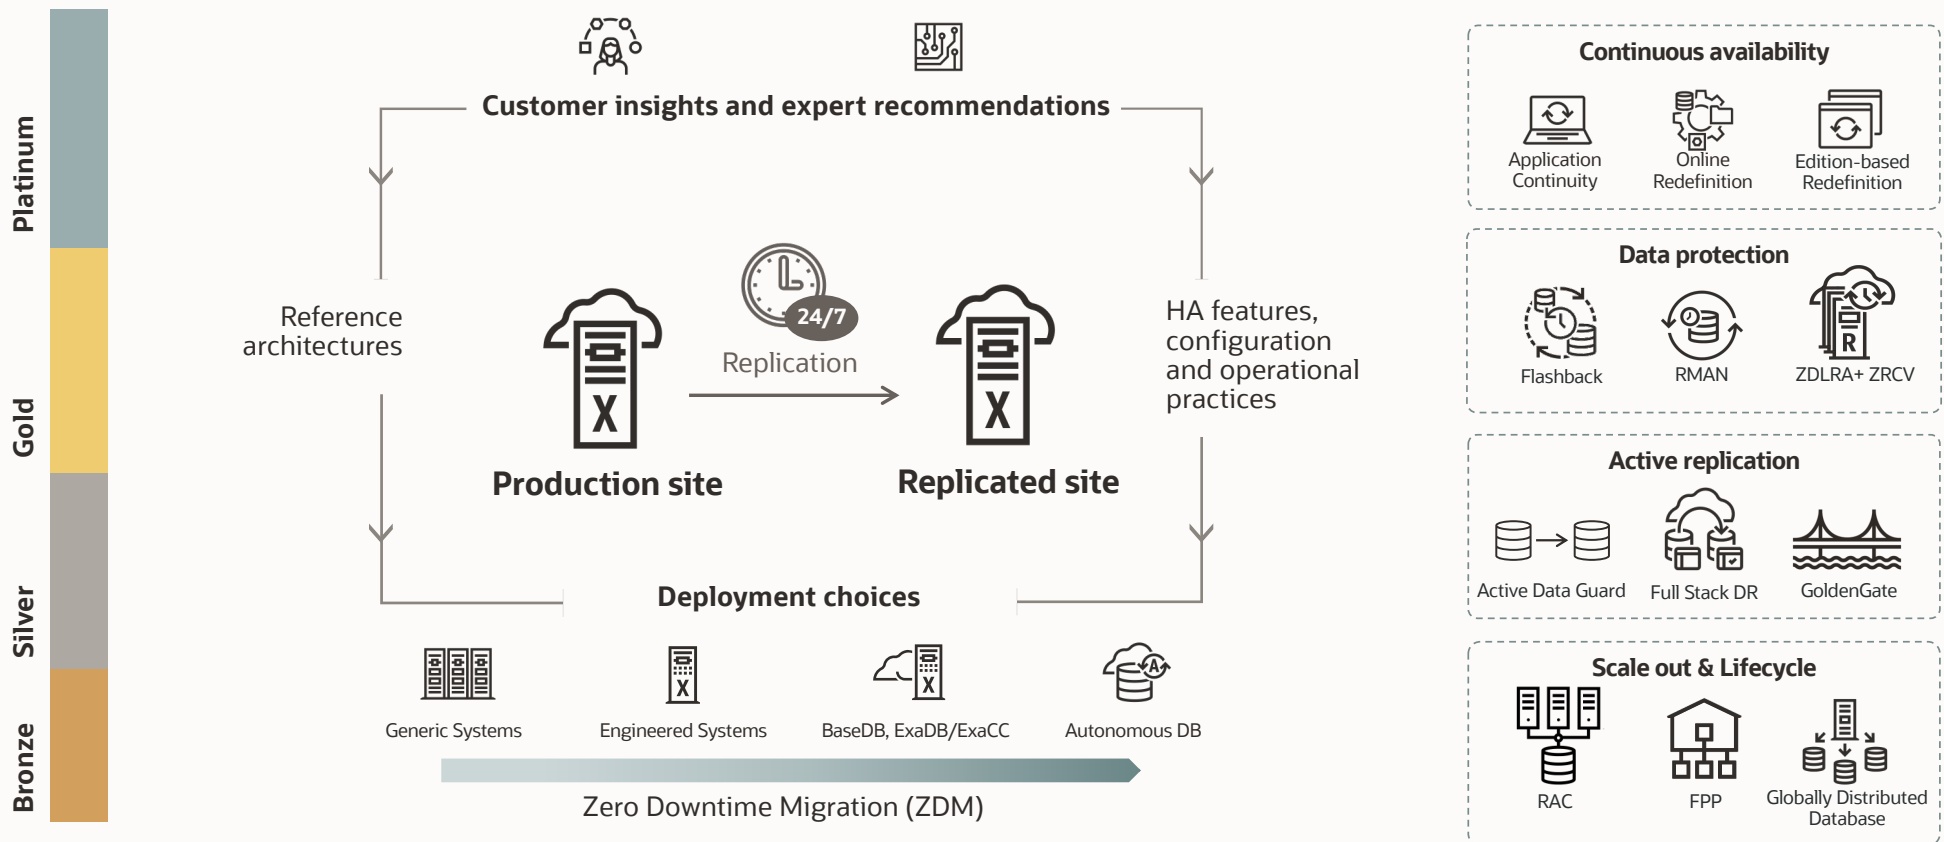 Platinum
Gold
Silver
Bronze
Customer insights and expert recommendations
Reference
architectures
24/7
Replication
X
Production site
X
Replicated site
HA features,
configuration
and operational
practices
Deployment choices
X
X
A
Generic Systems
Engineered Systems
BaseDB, ExaDB/ExaCC
Autonomous DB
Zero Downtime Migration (ZDM)
Continuous availability
Application
Continuity
Online
Redefinition
Edition-based
Redefinition
Data protection
R
Flashback
RMAN
ZDLRA+ ZRCV
Active replication
Active Data Guard
Full Stack DR
GoldenGate
Scale out & Lifecycle
RAC
FPP
Globally Distributed
Database